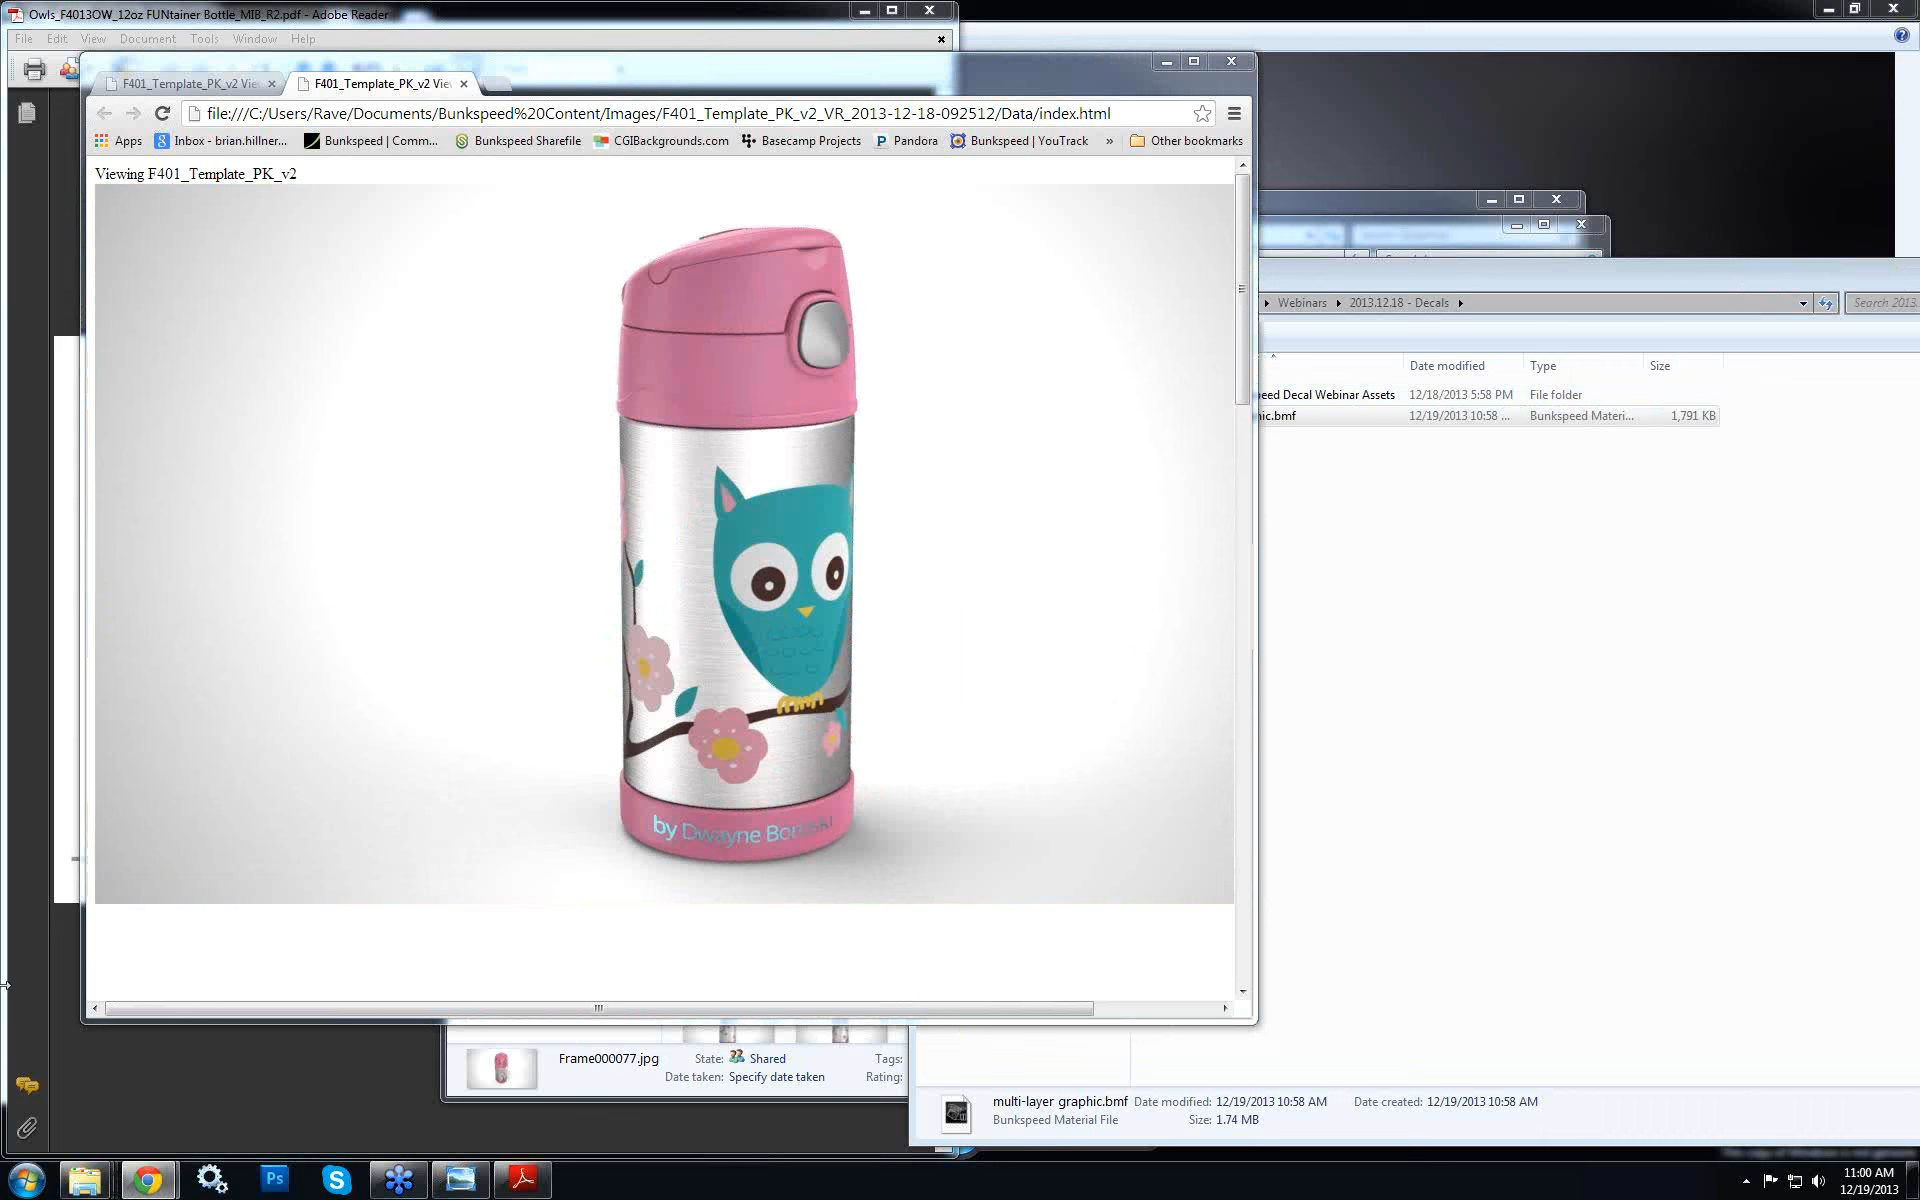 Owls_F4013OW_12oz FUNtainer Bottle_MIB_R2.pdf - Adobe Reader
File Edit View Document Tools Window Help
F401_Template_PK_v2 Vie
F401_Template_PK_v2 Vie
file:///C:/Users/Rave/Documents/Bunkspeed%20Content/Images/F401_Template_PK_v2_VR_2013-12-18-092512/Data/index.html
Apps
Inbox - brian.hillner...
Bunkspeed | Comm...
Bunkspeed Sharefile
CGIBackgrounds.com
Basecamp Projects
Pandora
Bunkspeed | YouTrack
»
Other bookmarks
Viewing F401_Template_PK_v2
by Dwayne
Webinars
2013.12.18 - Decals
Search 2013.
Date modified Type Size
eed Decal Webinar Assets 12/18/2013 5:58 PM File folder
hic.bmf 12/19/2013 10:58 ... Bunkspeed Materi... 1,791 KB
Frame000077.jpg
State: Shared
Tags:
Date taken: Specify date taken
Rating:
multi-layer graphic.bmf Date modified: 12/19/2013 10:58 AM Date created: 12/19/2013 10:58 AM
Bunkspeed Material File Size: 1.74 MB
Ps
11:00 AM
12/19/2013